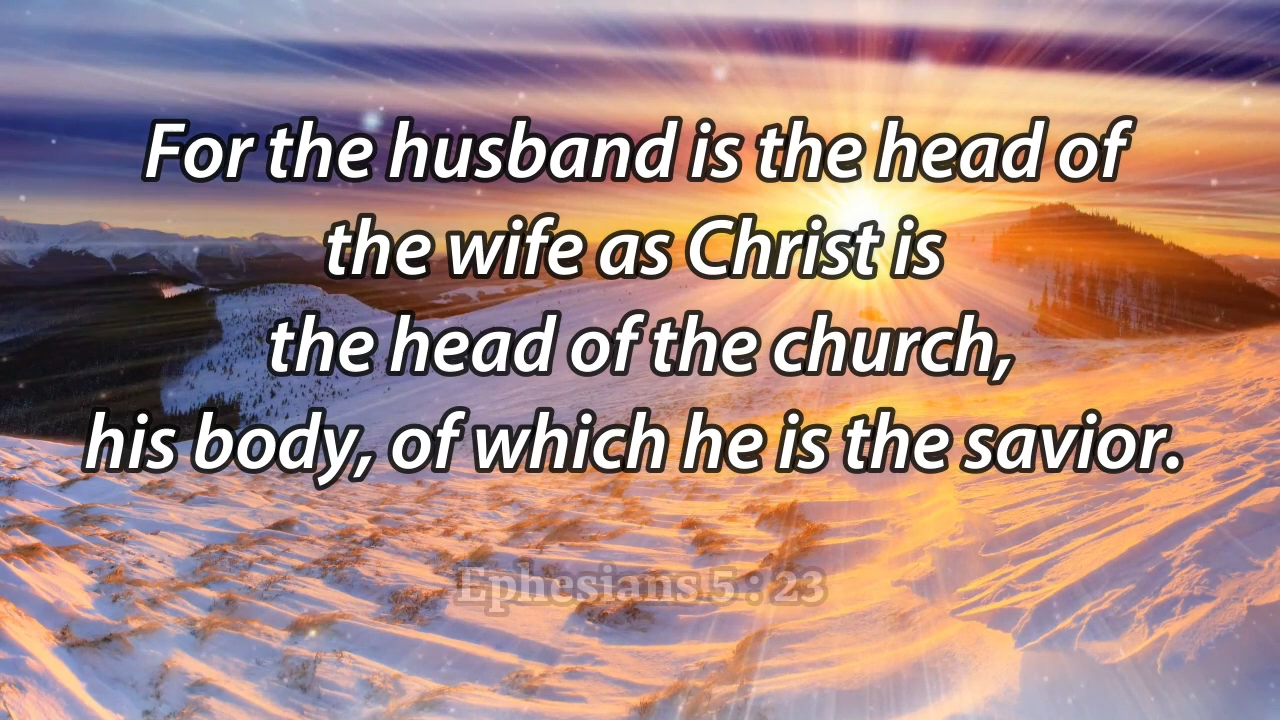 For the husband is the head of
the wife as Christ is
the head of the church,
his body, of which he is the savior.
Ephesians 5 : 23